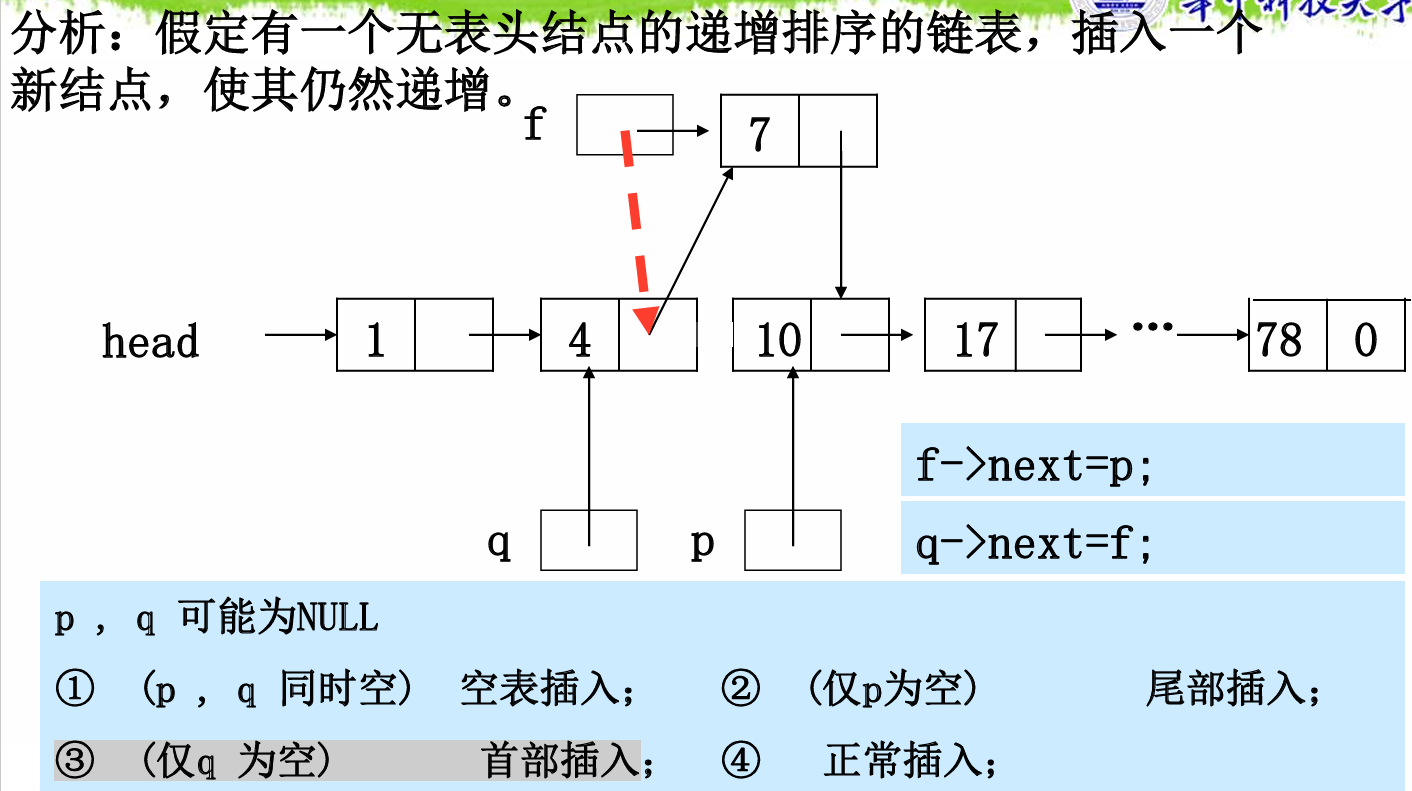 分析：假定有一个无表头结点的递增排序的链表，插入一个
新结点，使其仍然递增。
f 7
head 1 4 10 17 … 78 0
f->next=p;
q p
q->next=f;
p , q 可能为NULL
① (p , q 同时空) 空表插入； ② (仅p为空) 尾部插入；
③ (仅q 为空) 首部插入； ④ 正常插入；